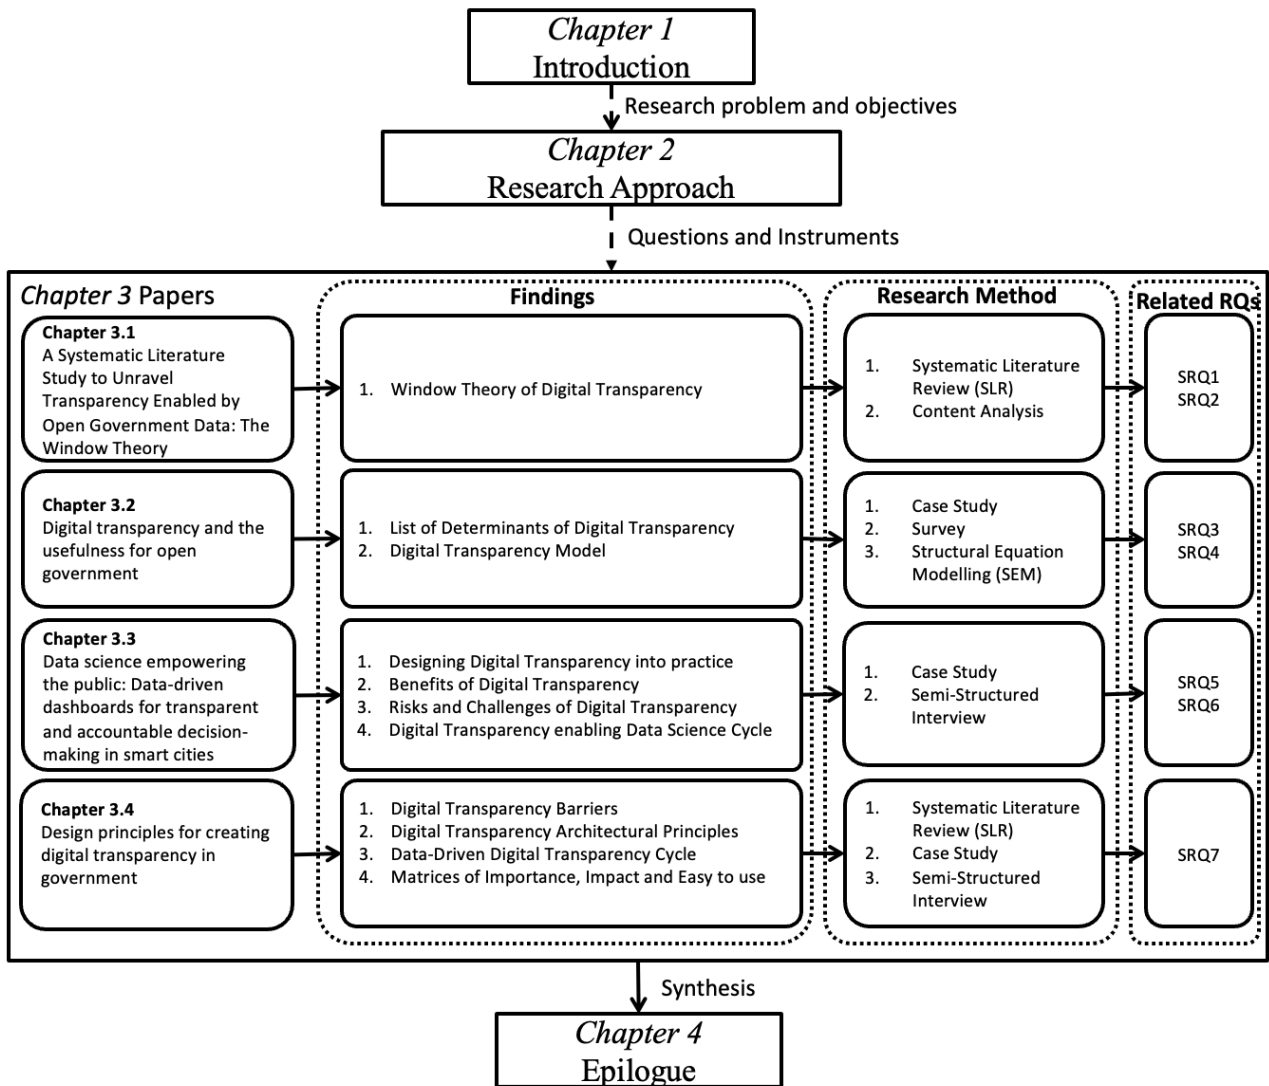 Chapter 1
Introduction
Research problem and objectives
Chapter 2
Research Approach
Questions and Instruments
Chapter 3 Papers
Findings
Research Method
Related RQs
Chapter 3.1
A Systematic Literature
Study to Unravel
Transparency Enabled by
Open Government Data: The
Window Theory
1. Window Theory of Digital Transparency
1. Systematic Literature
Review (SLR)
2. Content Analysis
SRQ1
SRQ2
Chapter 3.2
Digital transparency and the
usefulness for open
government
1. List of Determinants of Digital Transparency
2. Digital Transparency Model
1. Case Study
2. Survey
3. Structural Equation
Modelling (SEM)
SRQ3
SRQ4
Chapter 3.3
Data science empowering
the public: Data-driven
dashboards for transparent
and accountable decision-
making in smart cities
1. Designing Digital Transparency into practice
2. Benefits of Digital Transparency
3. Risks and Challenges of Digital Transparency
4. Digital Transparency enabling Data Science Cycle
1. Case Study
2. Semi-Structured
Interview
SRQ5
SRQ6
Chapter 3.4
Design principles for creating
digital transparency in
government
1. Digital Transparency Barriers
2. Digital Transparency Architectural Principles
3. Data-Driven Digital Transparency Cycle
4. Matrices of Importance, Impact and Easy to use
1. Systematic Literature
Review (SLR)
2. Case Study
3. Semi-Structured
Interview
SRQ7
Synthesis
Chapter 4
Epilogue